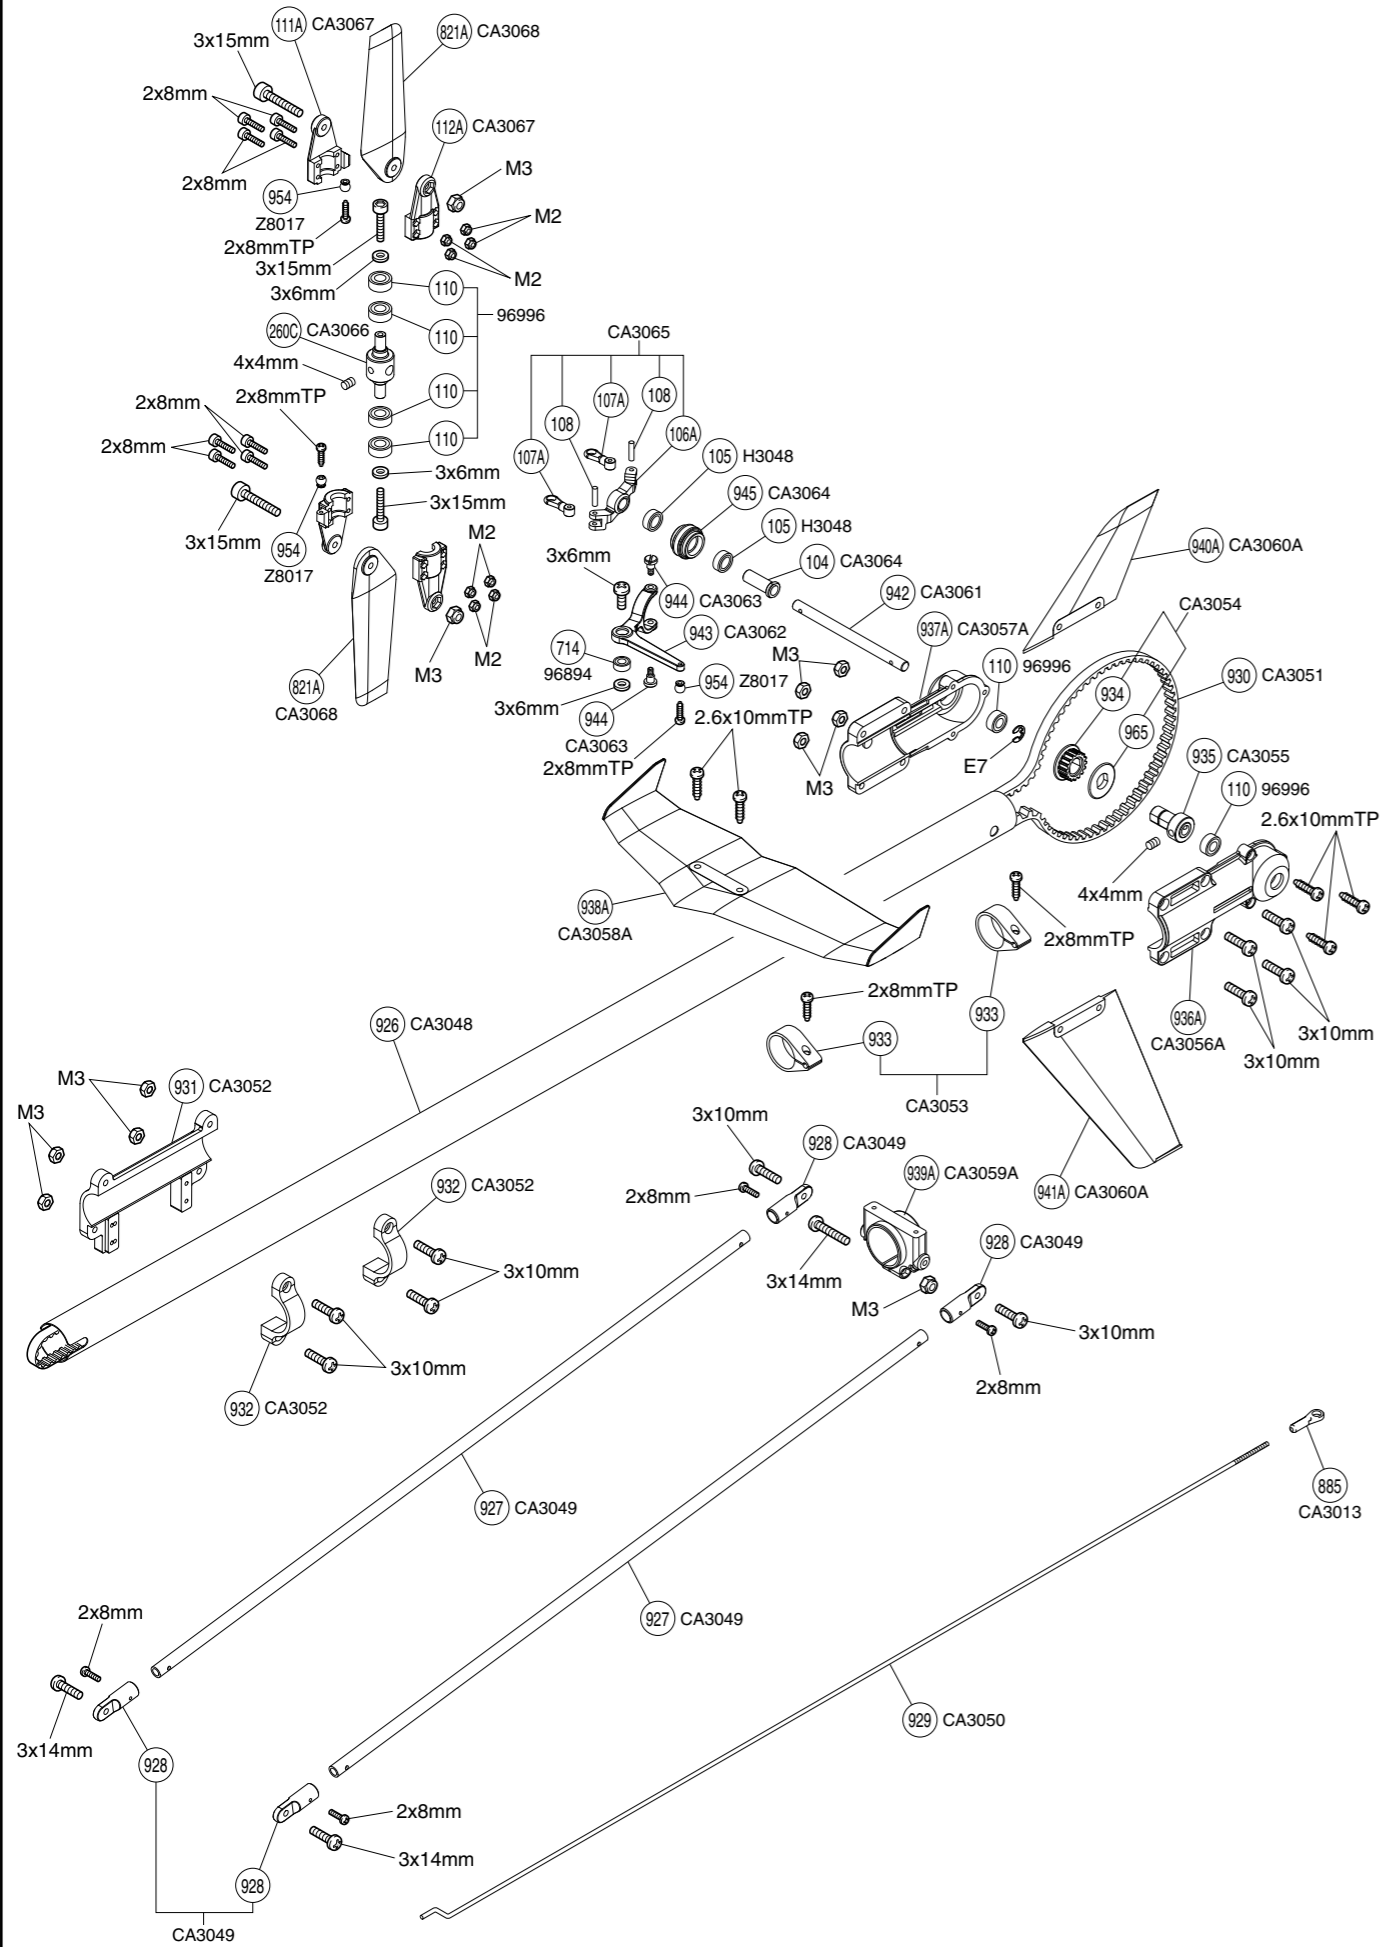 111A CA3067
821A CA3068
3x15mm
2x8mm
112A CA3067
2x8mm
M3
954
Z8017
M2
2x8mmTP
3x15mm
3x6mm
M2
110
96996
260C CA3066
110
CA3065
4x4mm
2x8mmTP
110
107A
108
2x8mm
108
106A
2x8mm
110
107A
105 H3048
3x6mm
945 CA3064
3x15mm
105 H3048
3x15mm
954
Z8017
M2
3x6mm
940A CA3060A
104 CA3064
944 CA3063
942 CA3061
CA3054
943 CA3062
937A CA3057A
714
96894
M3
M2
110 96996
M3
930 CA3051
821A
CA3068
954 Z8017
934
3x6mm
944
CA3063
2.6x10mmTP
965
935 CA3055
2x8mmTP
E7
M3
110 96996
2.6x10mmTP
4x4mm
938A
CA3058A
2x8mmTP
2x8mmTP
933
936A
CA3056A
926 CA3048
933
3x10mm
3x10mm
M3
931 CA3052
M3
CA3053
3x10mm
928 CA3049
932 CA3052
939A CA3059A
941A CA3060A
2x8mm
928 CA3049
3x10mm
3x14mm
M3
3x10mm
3x10mm
2x8mm
932 CA3052
885
CA3013
927 CA3049
2x8mm
927 CA3049
929 CA3050
3x14mm
928
2x8mm
3x14mm
928
CA3049